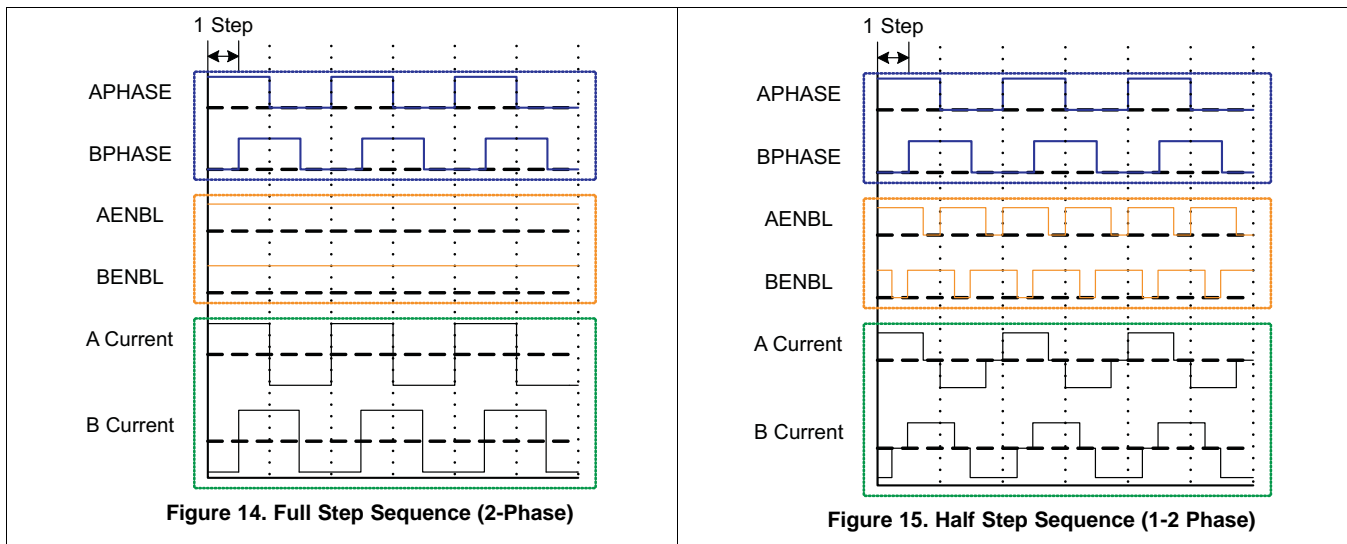 1 Step
APHASE
BPHASE
AENBL
BENBL
A Current
B Current
Figure 14. Full Step Sequence (2-Phase)
1 Step
APHASE
BPHASE
AENBL
BENBL
A Current
B Current
Figure 15. Half Step Sequence (1-2 Phase)